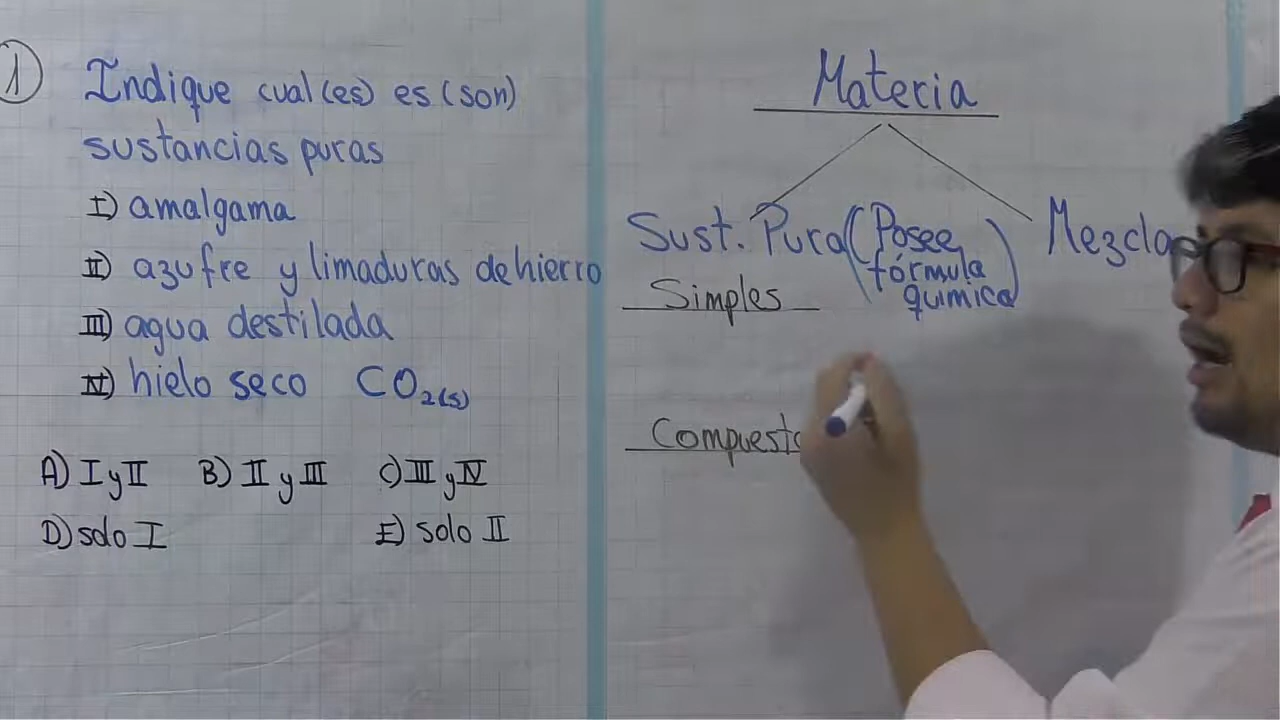 1
Indique cual(es) es (son)
sustancias puras
I) amalgama
II) azufre y limaduras de hierro
III) agua destilada
IV) hielo seco CO2(s)
A) I y II B) II y III C) III y IV
D) solo I E) solo II
Materia
Sust. Pura (Posee
fórmula
química)
Mezcla
Simples